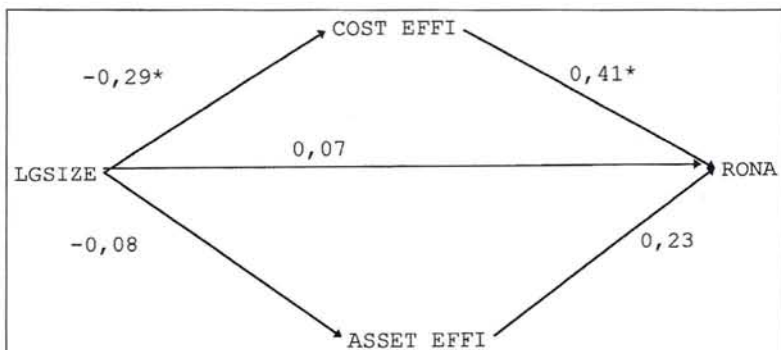 COST EFFI
-0,29*
0,41*
0,07
LGSIZE
RONA
-0,08
0,23
ASSET EFFI